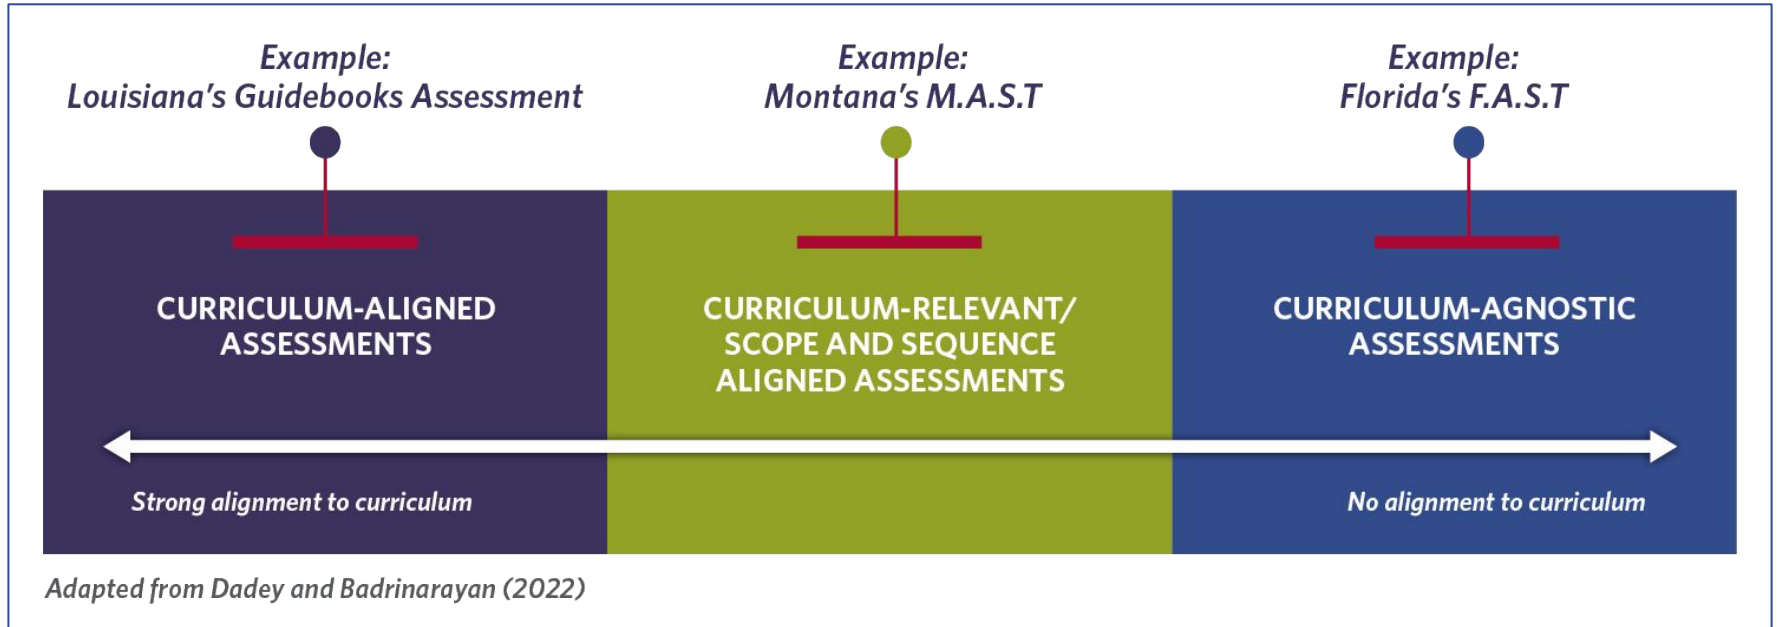 Example:
Louisiana's Guidebooks Assessment
Example:
Montana's M.A.S.T
Example:
Florida's F.A.S.T
CURRICULUM-ALIGNED
ASSESSMENTS
CURRICULUM-RELEVANT/
SCOPE AND SEQUENCE
ALIGNED ASSESSMENTS
CURRICULUM-AGNOSTIC
ASSESSMENTS
Strong alignment to curriculum
No alignment to curriculum
Adapted from Dadey and Badrinarayan (2022)